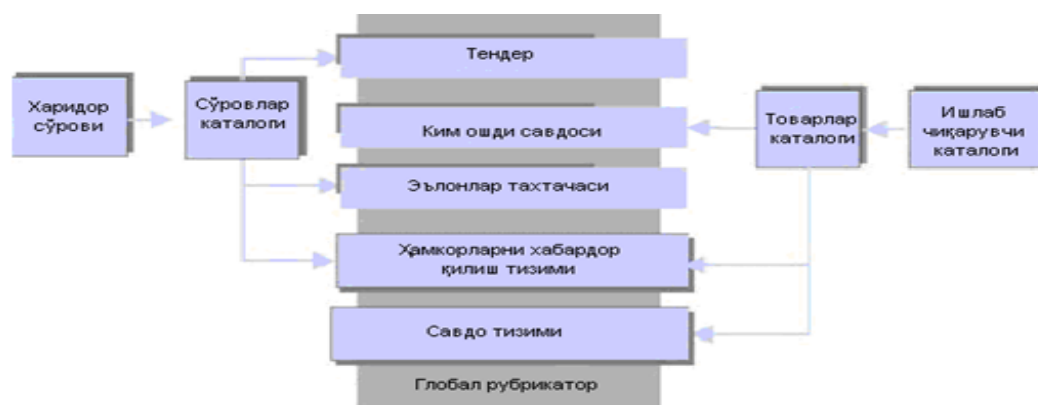 Тендер
Харидор
сўрови
Сўровлар
каталоги
Ким ошди савдоси
Товарлар
каталоги
Ишлаб
чиқарувчи
каталоги
Эълонлар тахтачаси
Ҳамкорларни хабардор
қилиш тизими
Савдо тизими
Глобал рубрикатор